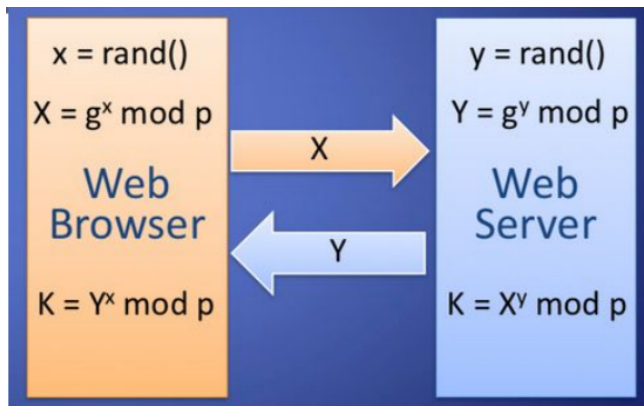 x = rand()
X = gˣ mod p
Web
Browser
K = Yˣ mod p
X
Y
y = rand()
Y = gʸ mod p
Web
Server
K = Xʸ mod p